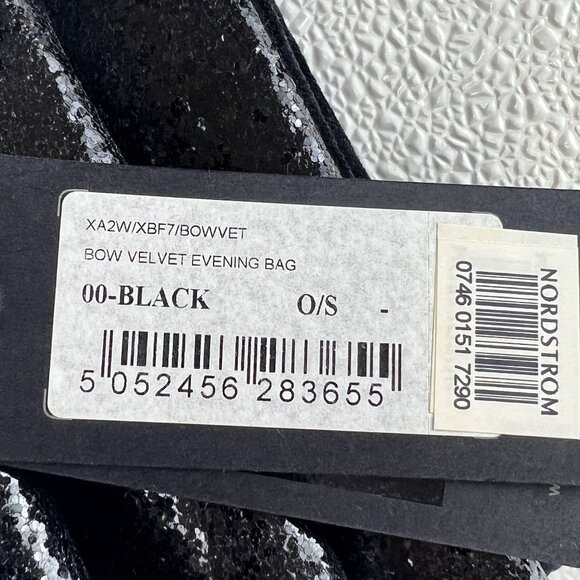 XA2W/XBF7/BOWVET
BOW VELVET EVENING BAG
00-BLACK O/S -
5 052456 283655
NORDSTROM
0746 0151 7290